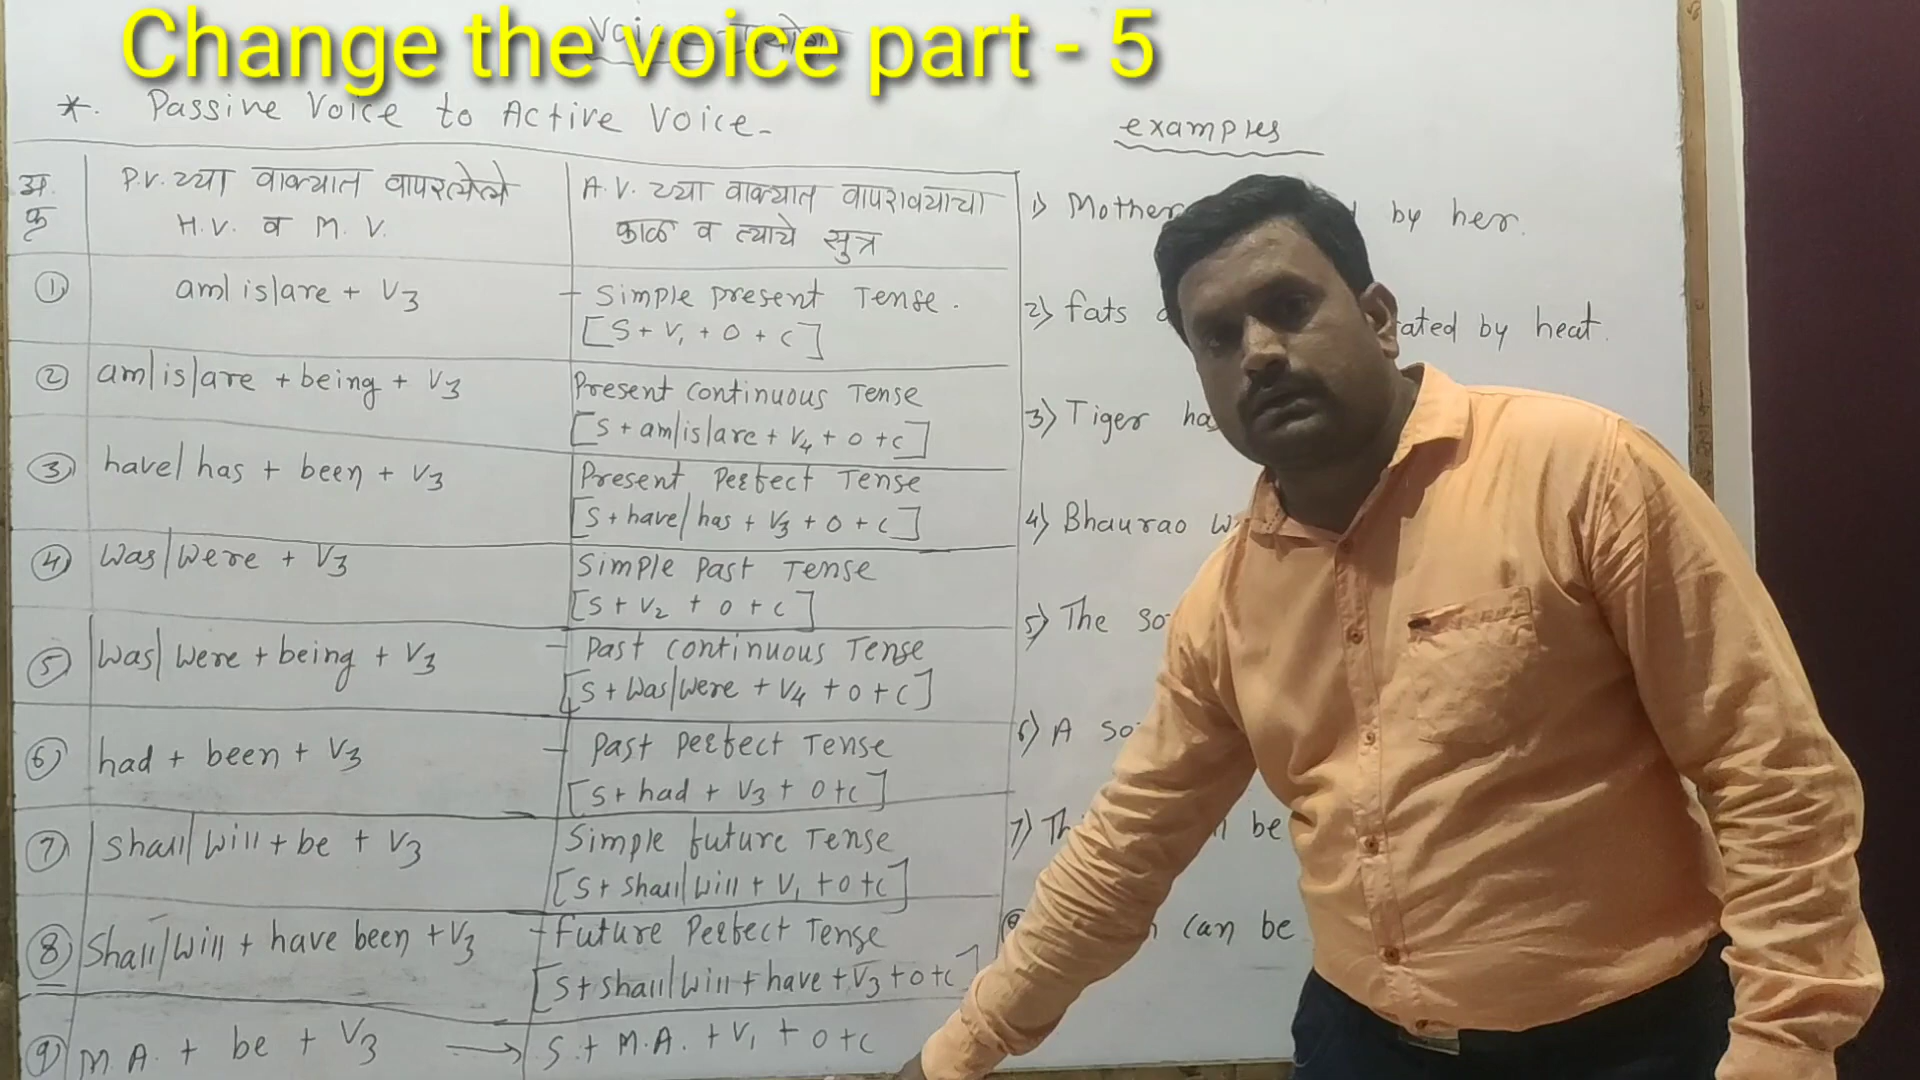 Change the voice part - 5
Voice प्रयोग
*. Passive Voice to Active Voice-
अ.
क्र
P.V. च्या वाक्यात वापरलेले
H.V. व M.V.
A.V. च्या वाक्यात वापरावयाचा
काळ व त्याचे सुत्र
① am/is/are + V3
- Simple present Tense.
[S + V1 + O + C]
② am/is/are + being + V3
Present continuous Tense
[S + am/is/are + V4 + O + C]
③ have/has + been + V3
Present Perfect Tense
[S + have/has + V3 + O + C]
④ Was/Were + V3
Simple Past Tense
[S + V2 + O + C]
⑤ Was/Were + being + V3
- Past continuous Tense
[S + Was/Were + V4 + O + C]
⑥ had + been + V3
- Past Perfect Tense
[S + had + V3 + O + C]
⑦ Shall/Will + be + V3
Simple future Tense
[S + Shall/Will + V1 + O + C]
⑧ Shall/Will + have been + V3
- Future Perfect Tense
[S + Shall/Will + have + V3 + O + C]
⑨ M.A. + be + V3 → S + M.A. + V1 + O + C
examples
1) Mother by her.
2) Fats by heat.
3) Tiger
4) Bhaurao
5) The
6) A
7) be
can be